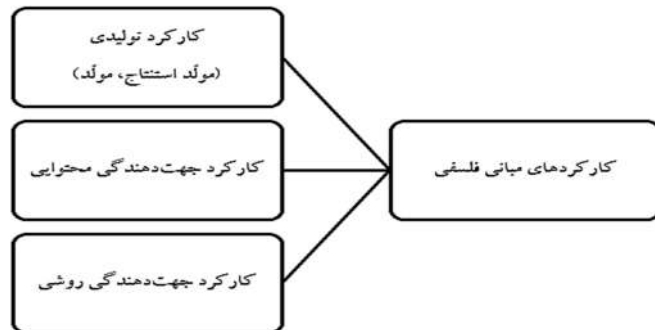 کارکردهای مبانی فلسفی
کارکرد تولیدی
(مولّد استنتاج، مولّد)
کارکرد جهت‌دهندگی محتوایی
کارکرد جهت‌دهندگی روشی